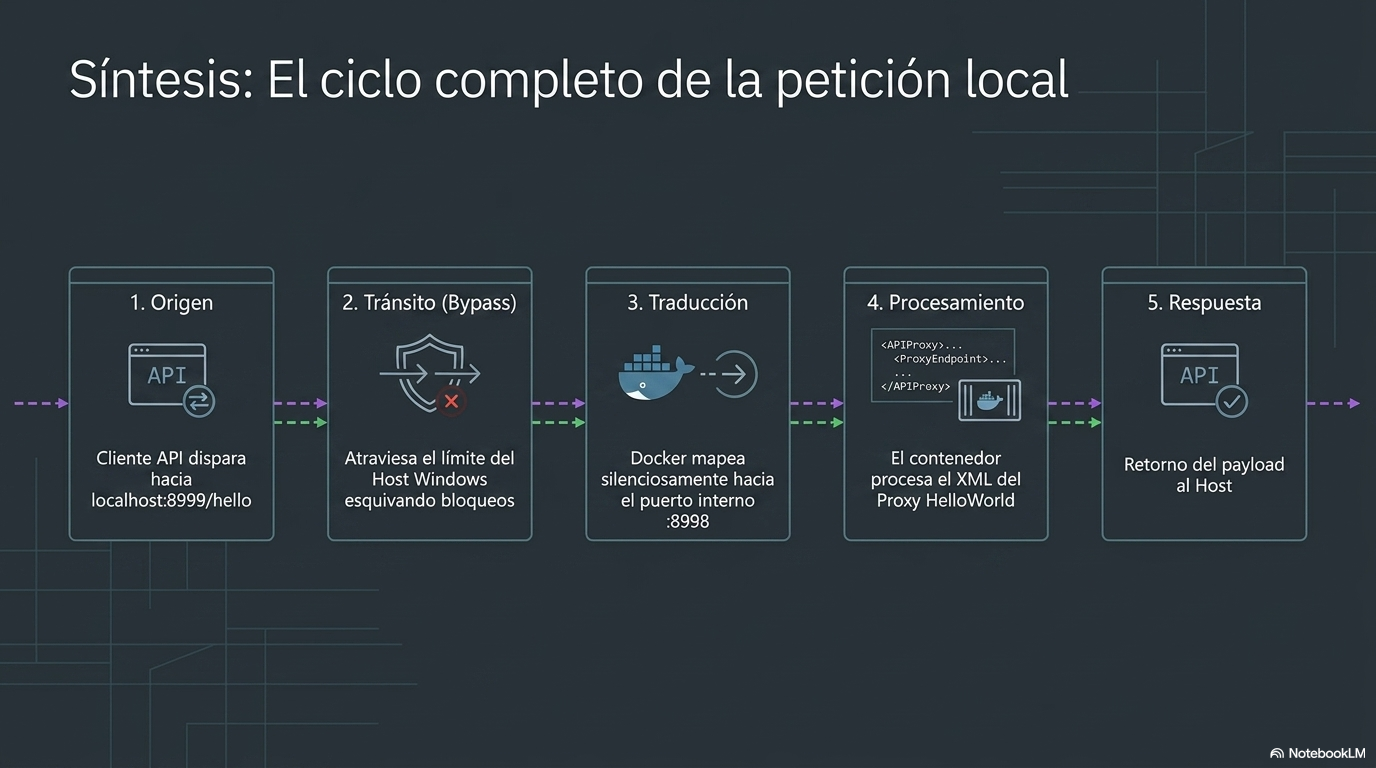 Síntesis: El ciclo completo de la petición local
1. Origen
API
Cliente API dispara
hacia
localhost:8999/hello
2. Tránsito (Bypass)
Atraviesa el límite del
Host Windows
esquivando bloqueos
3. Traducción
Docker mapea
silenciosamente hacia
el puerto interno
:8998
4. Procesamiento
<APIProxy>...
<ProxyEndpoint>...
...
</APIProxy>
El contenedor
procesa el XML del
Proxy HelloWorld
5. Respuesta
API
Retorno del payload
al Host
NotebookLM